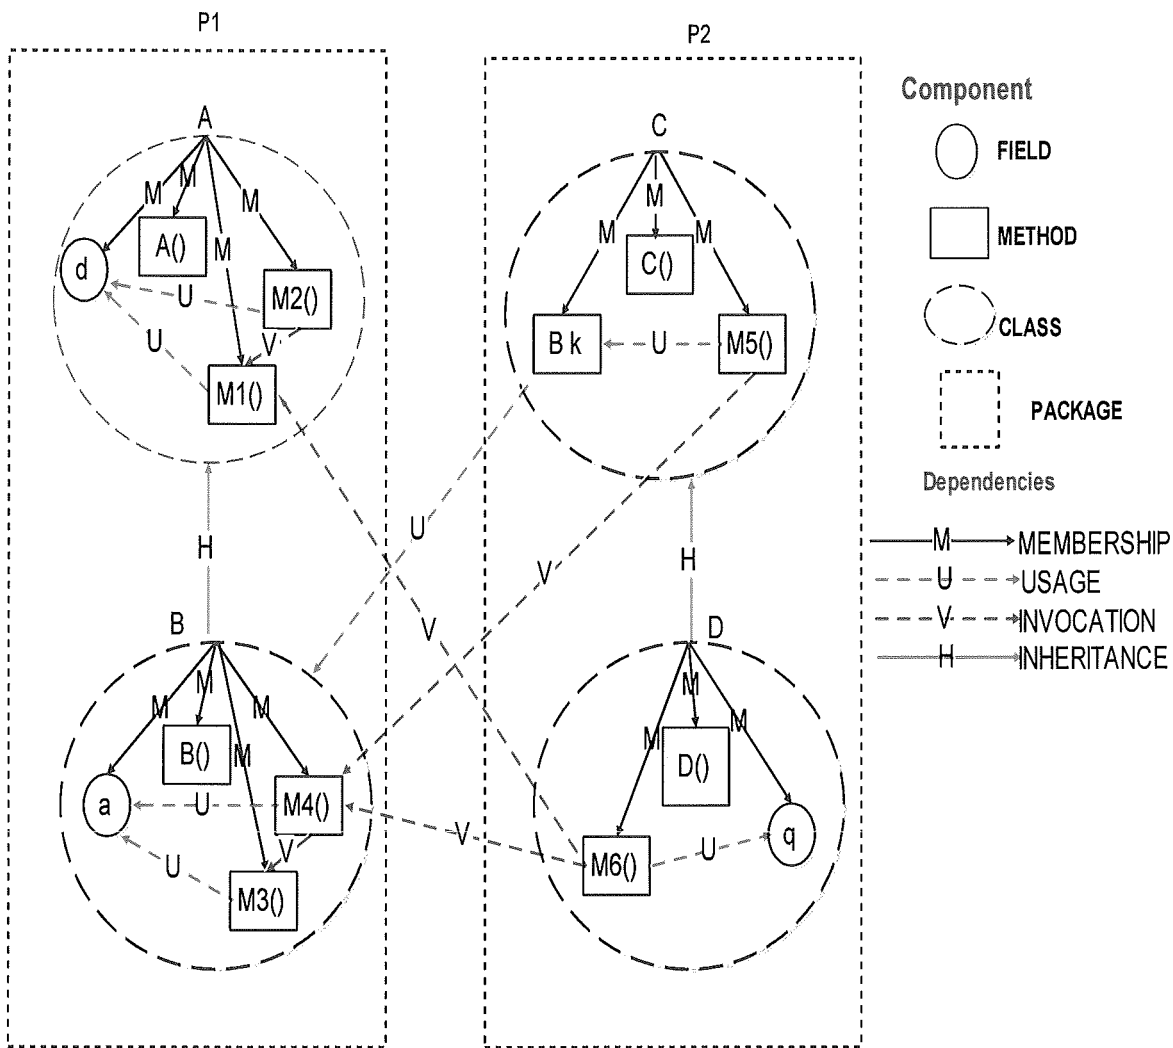 P1
P2
Component
FIELD
METHOD
CLASS
PACKAGE
Dependencies
M MEMBERSHIP
U USAGE
V INVOCATION
H INHERITANCE
A
M
M
M
M
d
A()
M2()
U
U
V
M1()
C
M
M
M
C()
B k
U
M5()
H
U
V
V
H
B
M
M
M
M
B()
a
U
M4()
U
V
M3()
V
D
M
M
M
D()
M6()
U
q